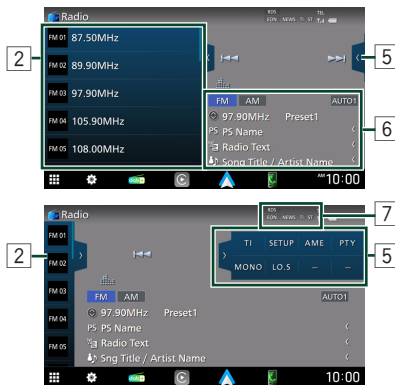 Radio
RDS TEL
EON NEWS TI ST
2
FM 01 87.50MHz
FM 02 89.90MHz
FM 03 97.90MHz
FM 04 105.90MHz
FM 05 108.00MHz
5
FM AM AUTO1
97.90MHz Preset1
PS PS Name
Radio Text
Song Title / Artist Name
6
AM 10:00
Radio
RDS
EON NEWS TI ST
7
2
FM 01
FM 02
FM 03
FM 04
FM 05
TI SETUP AME PTY
MONO LO.S – –
5
FM AM AUTO1
97.90MHz Preset1
PS PS Name
Radio Text
Sng Title / Artist Name
10:00